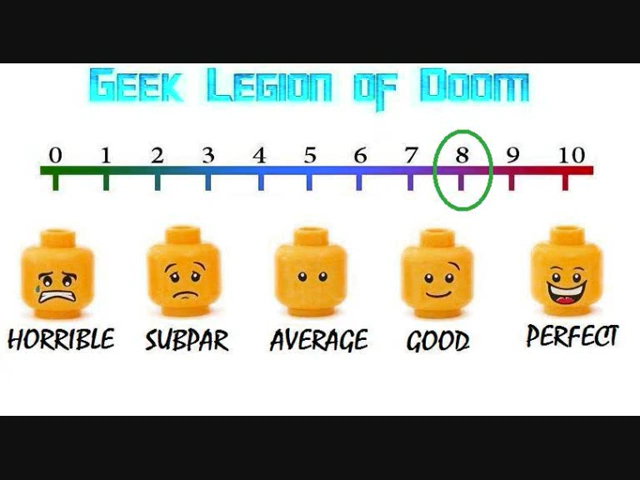 GEEK LEGION OF DOOM
0 1 2 3 4 5 6 7 8 9 10
HORRIBLE SUBPAR AVERAGE GOOD PERFECT